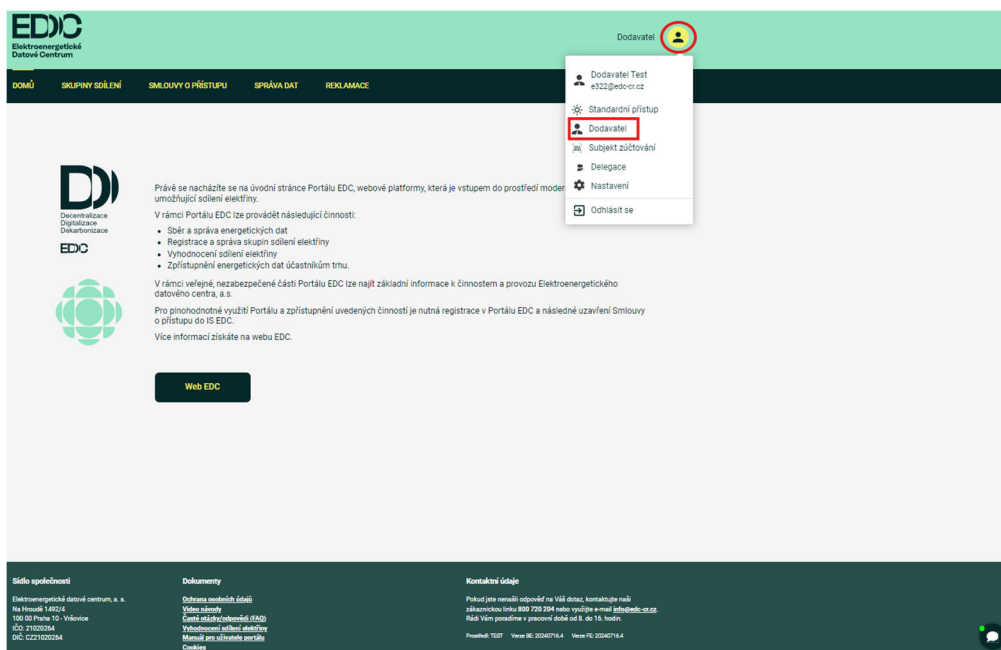 EDC
Elektroenergetické
Datové Centrum
Dodavatel
DOMŮ
SKUPINY SDÍLENÍ
SMLOUVY O PŘÍSTUPU
SPRÁVA DAT
REKLAMACE
Dodavatel Test
e322@edc-cr.cz
Standardní přístup
Dodavatel
Subjekt zúčtování
Delegace
Nastavení
Odhlásit se
Decentralizace
Digitalizace
Dekarbonizace
EDC
Právě se nacházíte se na úvodní stránce Portálu EDC, webové platformy, která je vstupem do prostředí moder
umožňující sdílení elektřiny.
V rámci Portálu EDC lze provádět následující činnosti:
• Sběr a správa energetických dat
• Registrace a správa skupin sdílení elektřiny
• Vyhodnocení sdílení elektřiny
• Zpřístupnění energetických dat účastníkům trhu.
V rámci veřejné, nezabezpečené části Portálu EDC lze najít základní informace k činnostem a provozu Elektroenergetického
datového centra, a.s.
Pro plnohodnotné využití Portálu a zpřístupnění uvedených činností je nutná registrace v Portálu EDC a následné uzavření Smlouvy
o přístupu do IS EDC.
Více informací získáte na webu EDC.
Web EDC
Sídlo společnosti
Elektroenergetické datové centrum, a. s.
Na Hroudě 1492/4
100 00 Praha 10 - Vršovice
IČO: 21020264
DIČ: CZ21020264
Dokumenty
Ochrana osobních údajů
Video návody
Časté otázky/odpovědi (FAQ)
Vyhodnocení sdílení elektřiny
Manuál pro uživatele portálu
Cookies
Kontaktní údaje
Pokud jste nenašli odpověď na Váš dotaz, kontaktujte naši
zákaznickou linku 800 720 204 nebo využijte e-mail info@edc-cr.cz.
Rádi Vám poradíme v pracovní době od 8. do 16. hodin.
Prostředí: TEST Verze BE: 20240716.4 Verze FE: 20240716.4